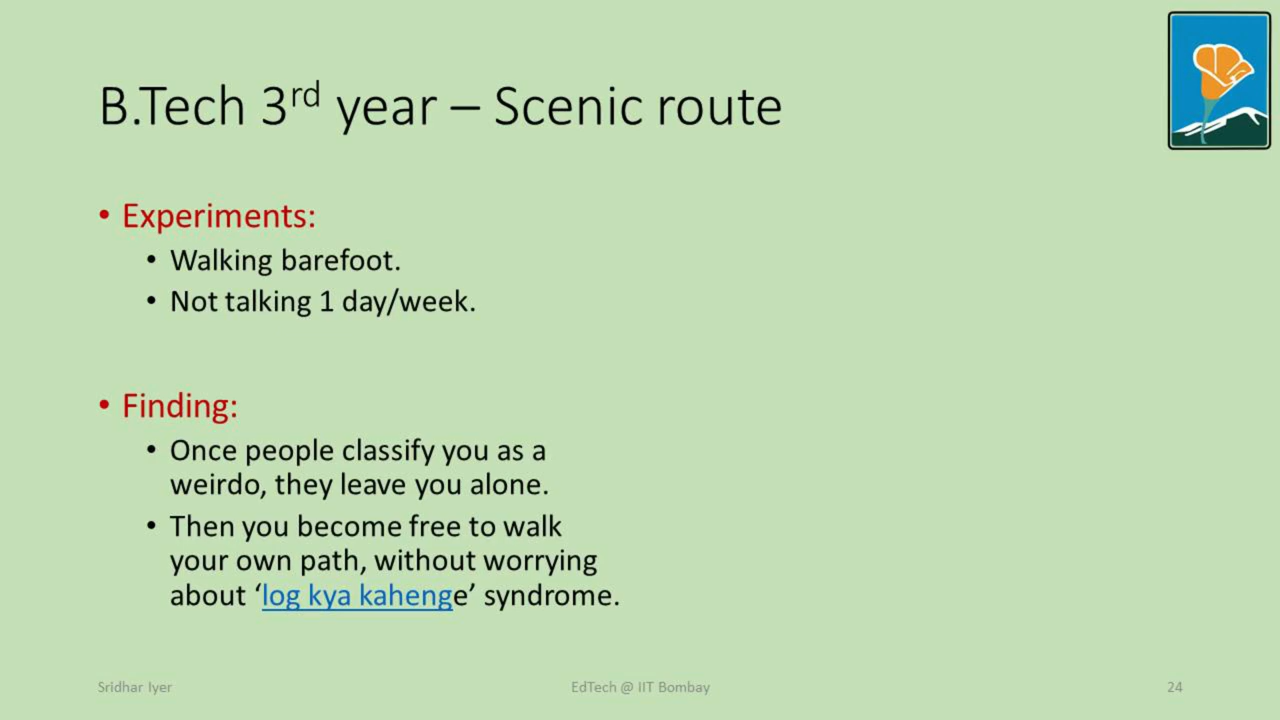 B.Tech 3rd year – Scenic route
• Experiments:
• Walking barefoot.
• Not talking 1 day/week.
• Finding:
• Once people classify you as a
weirdo, they leave you alone.
• Then you become free to walk
your own path, without worrying
about ‘log kya kahenge’ syndrome.
Sridhar Iyer
EdTech @ IIT Bombay
24